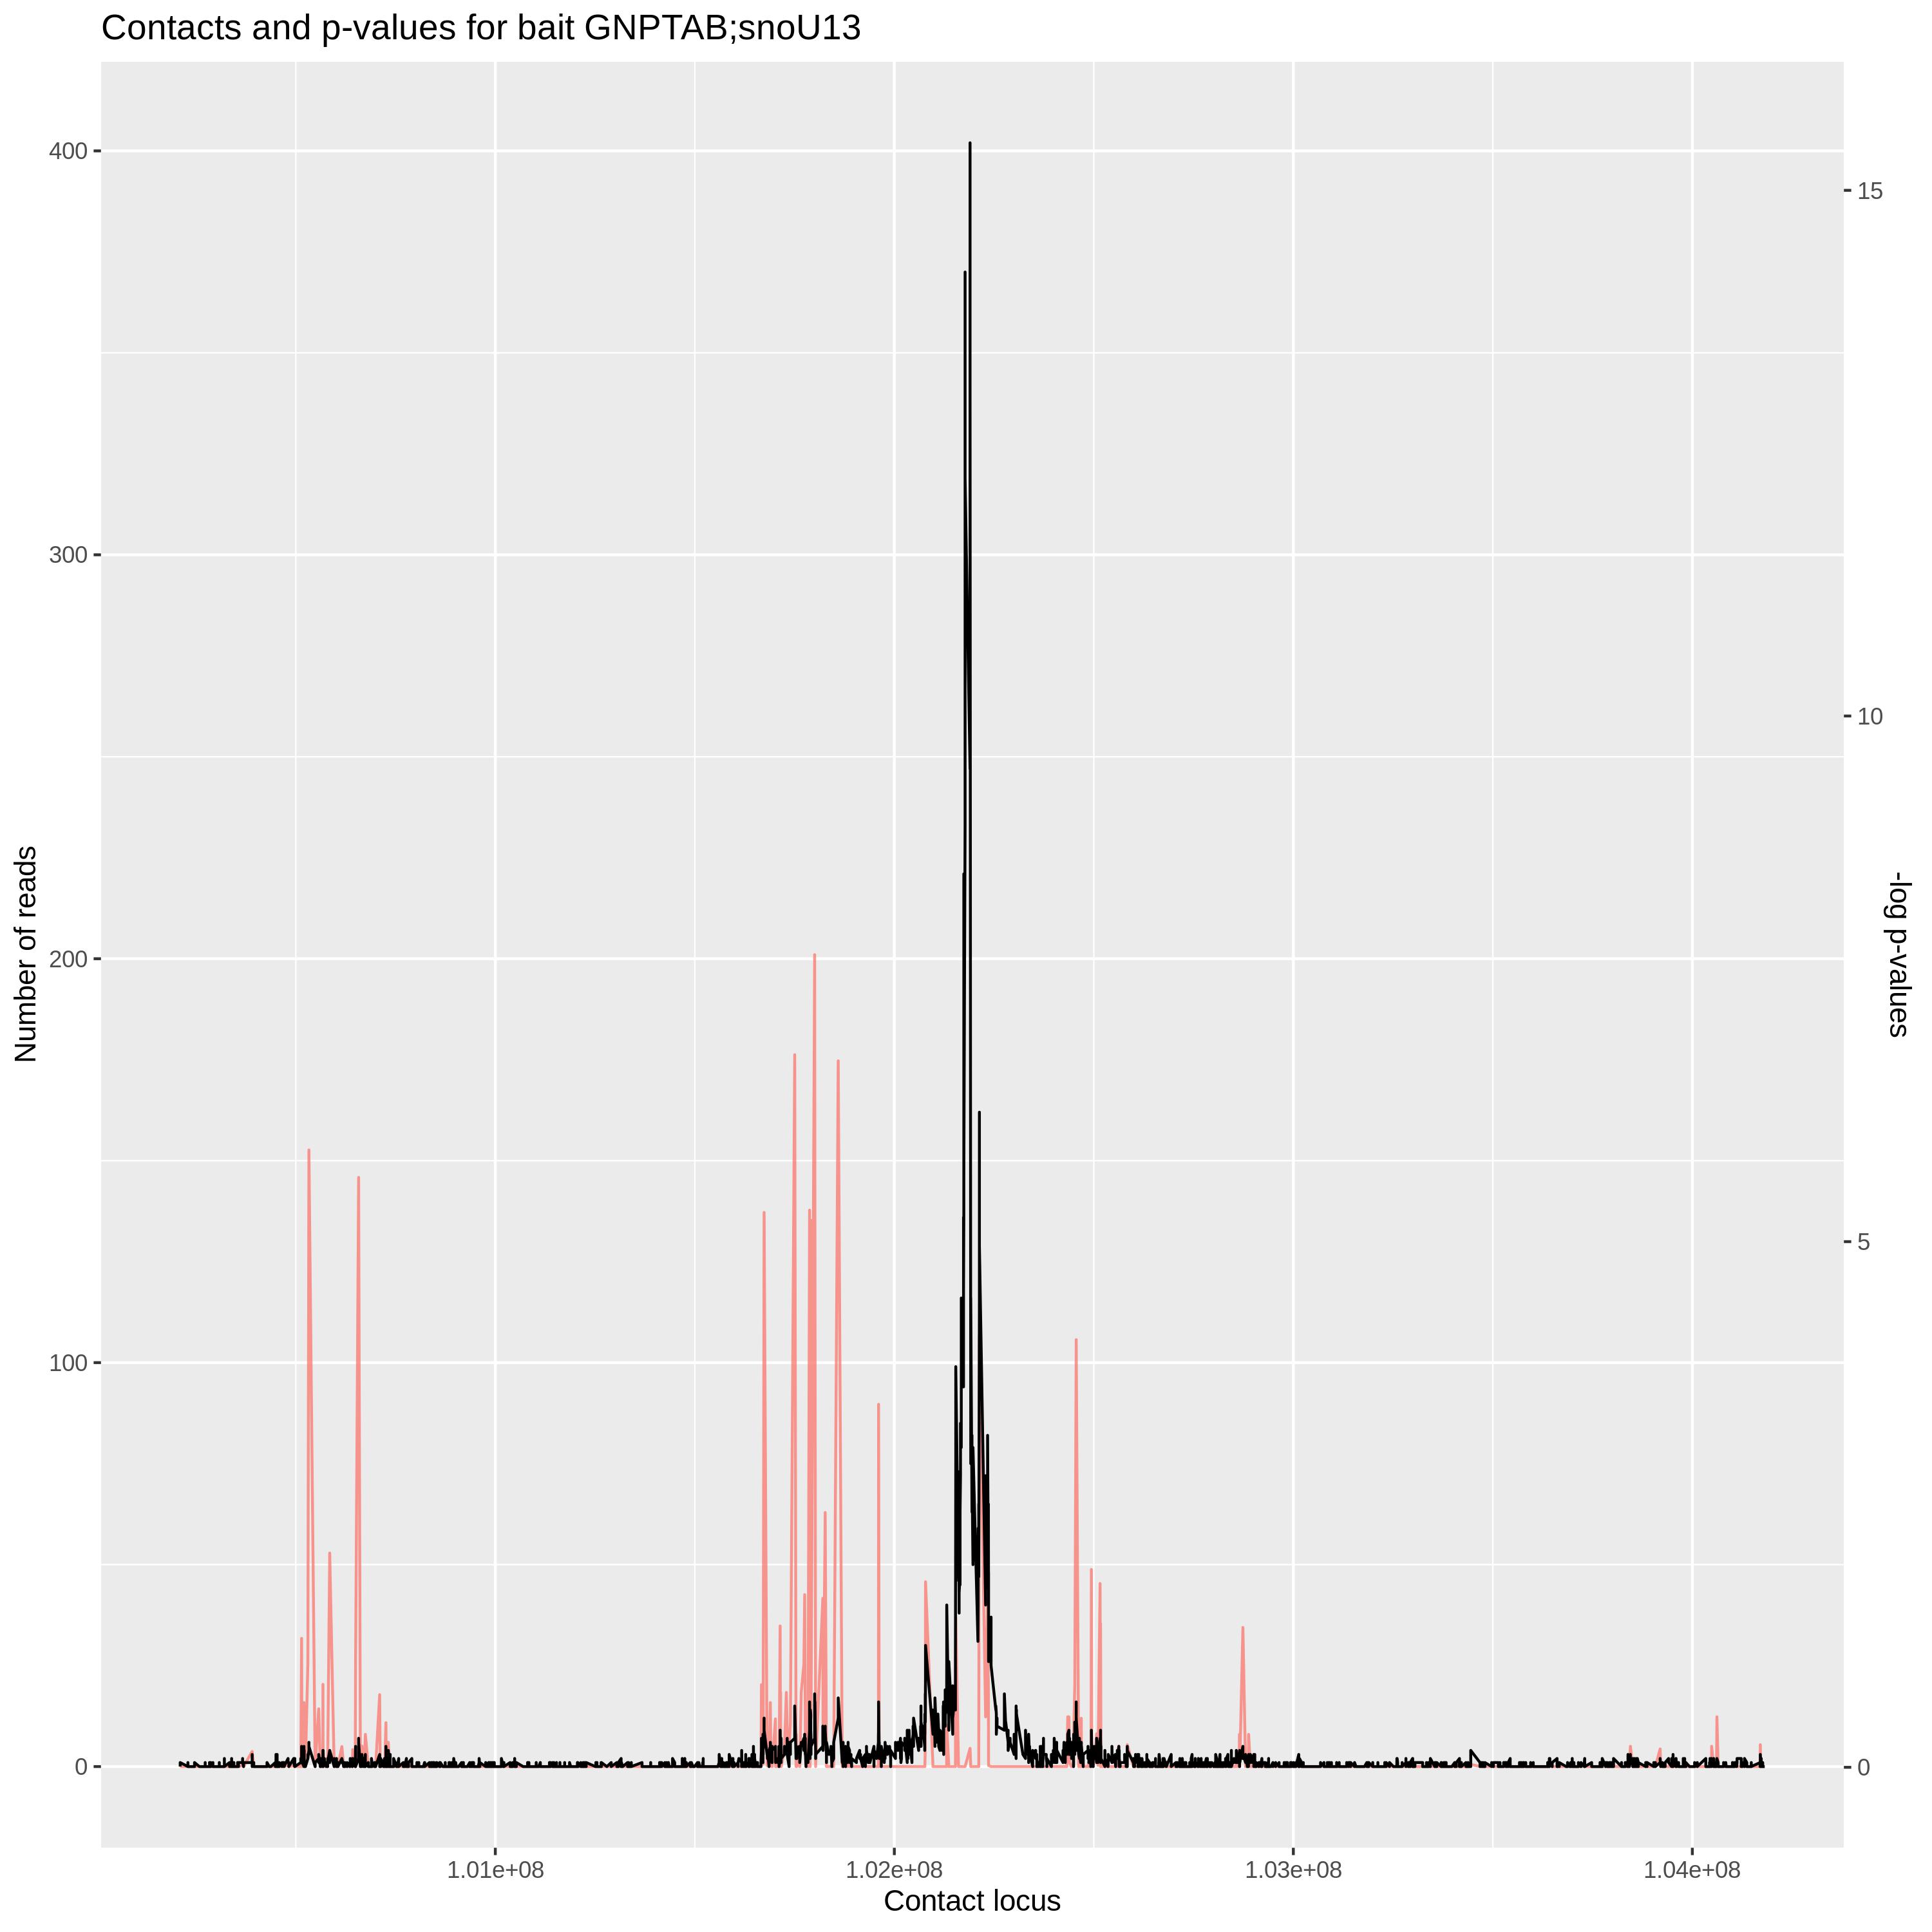 Contacts and p-values for bait GNPTAB;snoU13
400
300
200
100
0
15
10
5
0
Number of reads
-log p-values
1.01e+08
1.02e+08
1.03e+08
1.04e+08
Contact locus